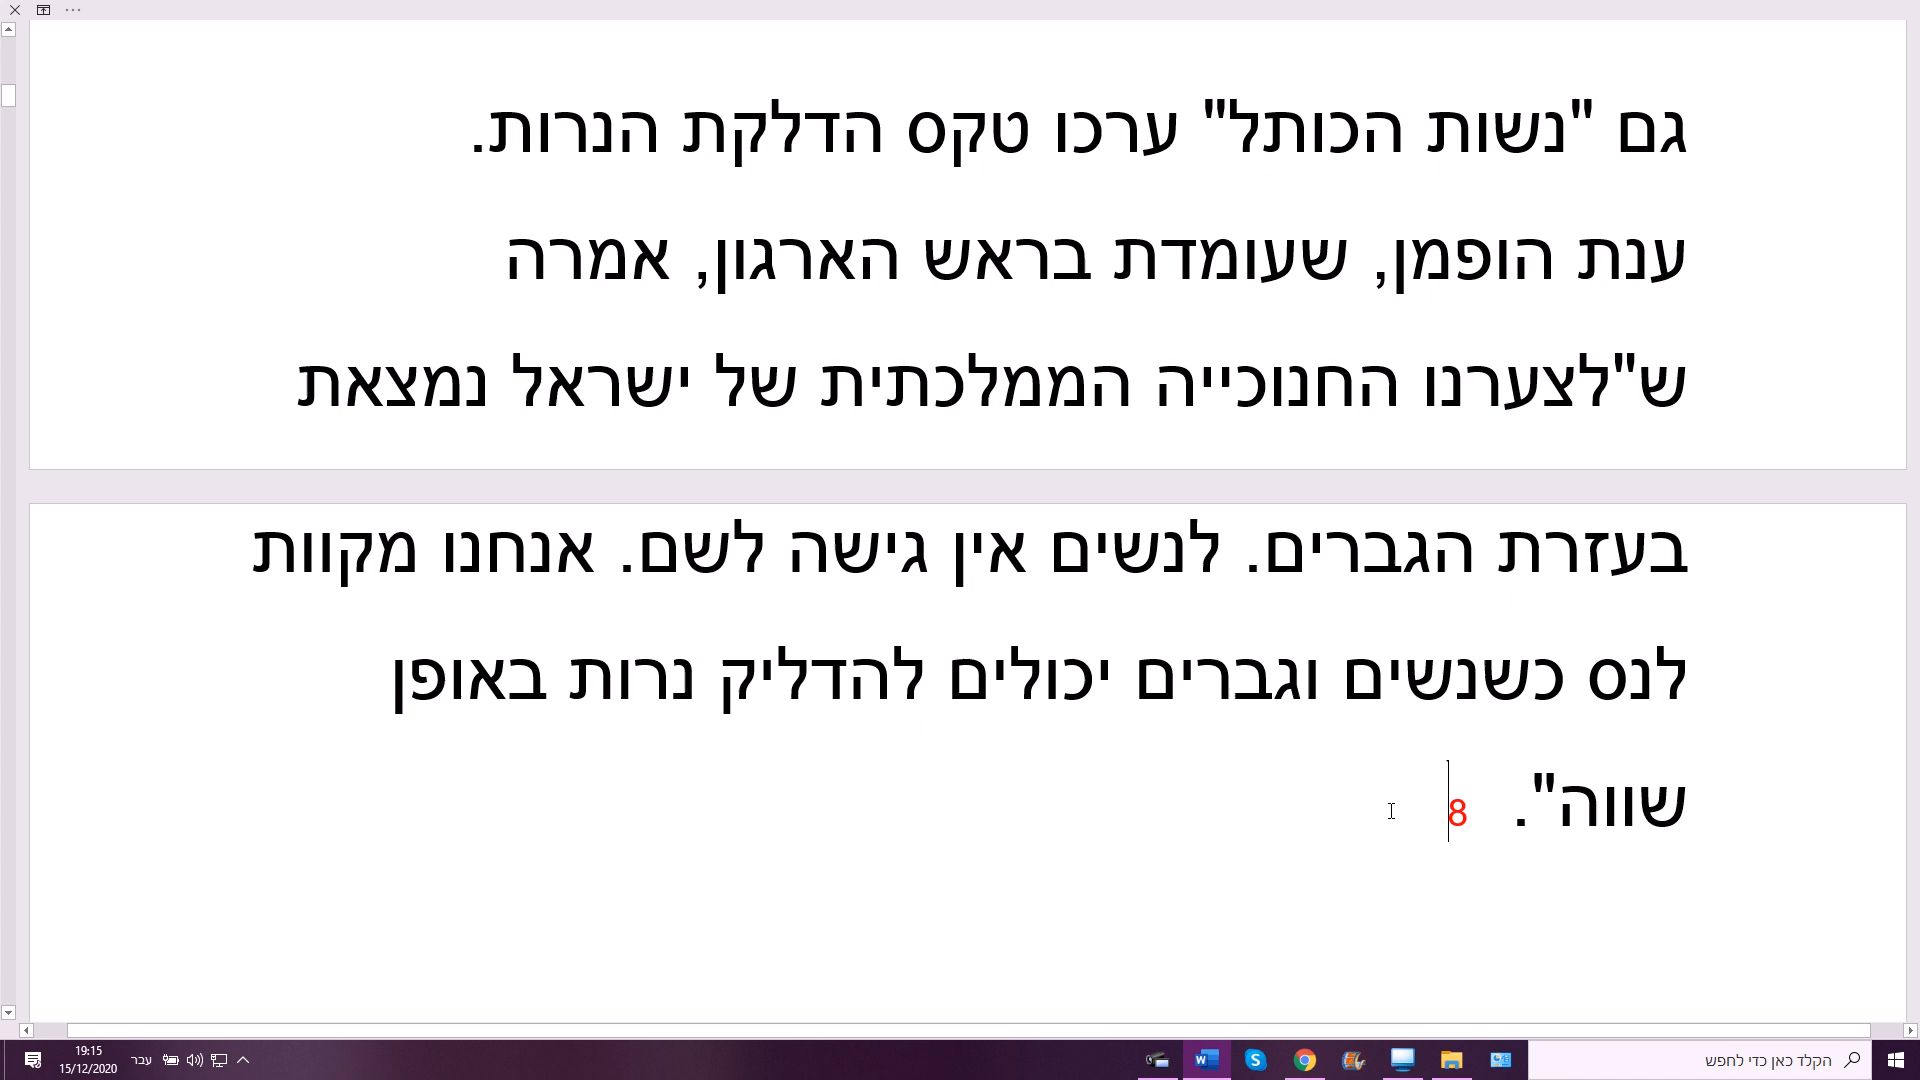 גם "נשות הכותל" ערכו טקס הדלקת הנרות.
ענת הופמן, שעומדת בראש הארגון, אמרה
ש"לצערנו החנוכייה הממלכתית של ישראל נמצאת
בעזרת הגברים. לנשים אין גישה לשם. אנחנו מקוות
לנס כשנשים וגברים יכולים להדליק נרות באופן
שווה". 8
הקלד כאן כדי לחפש
עבר
19:15
15/12/2020